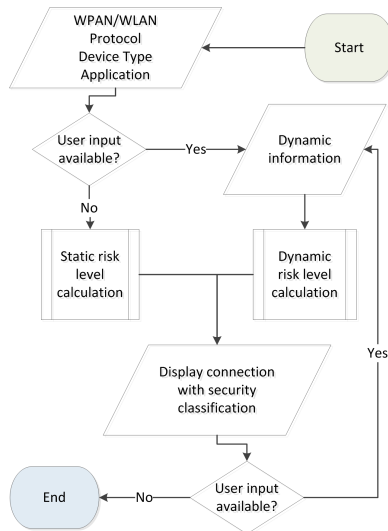 WPAN/WLAN
Protocol
Device Type
Application
Start
User input
available?
Yes
Dynamic
information
No
Static risk
level
calculation
Dynamic
risk level
calculation
Yes
Display connection
with security
classification
End
No
User input
available?